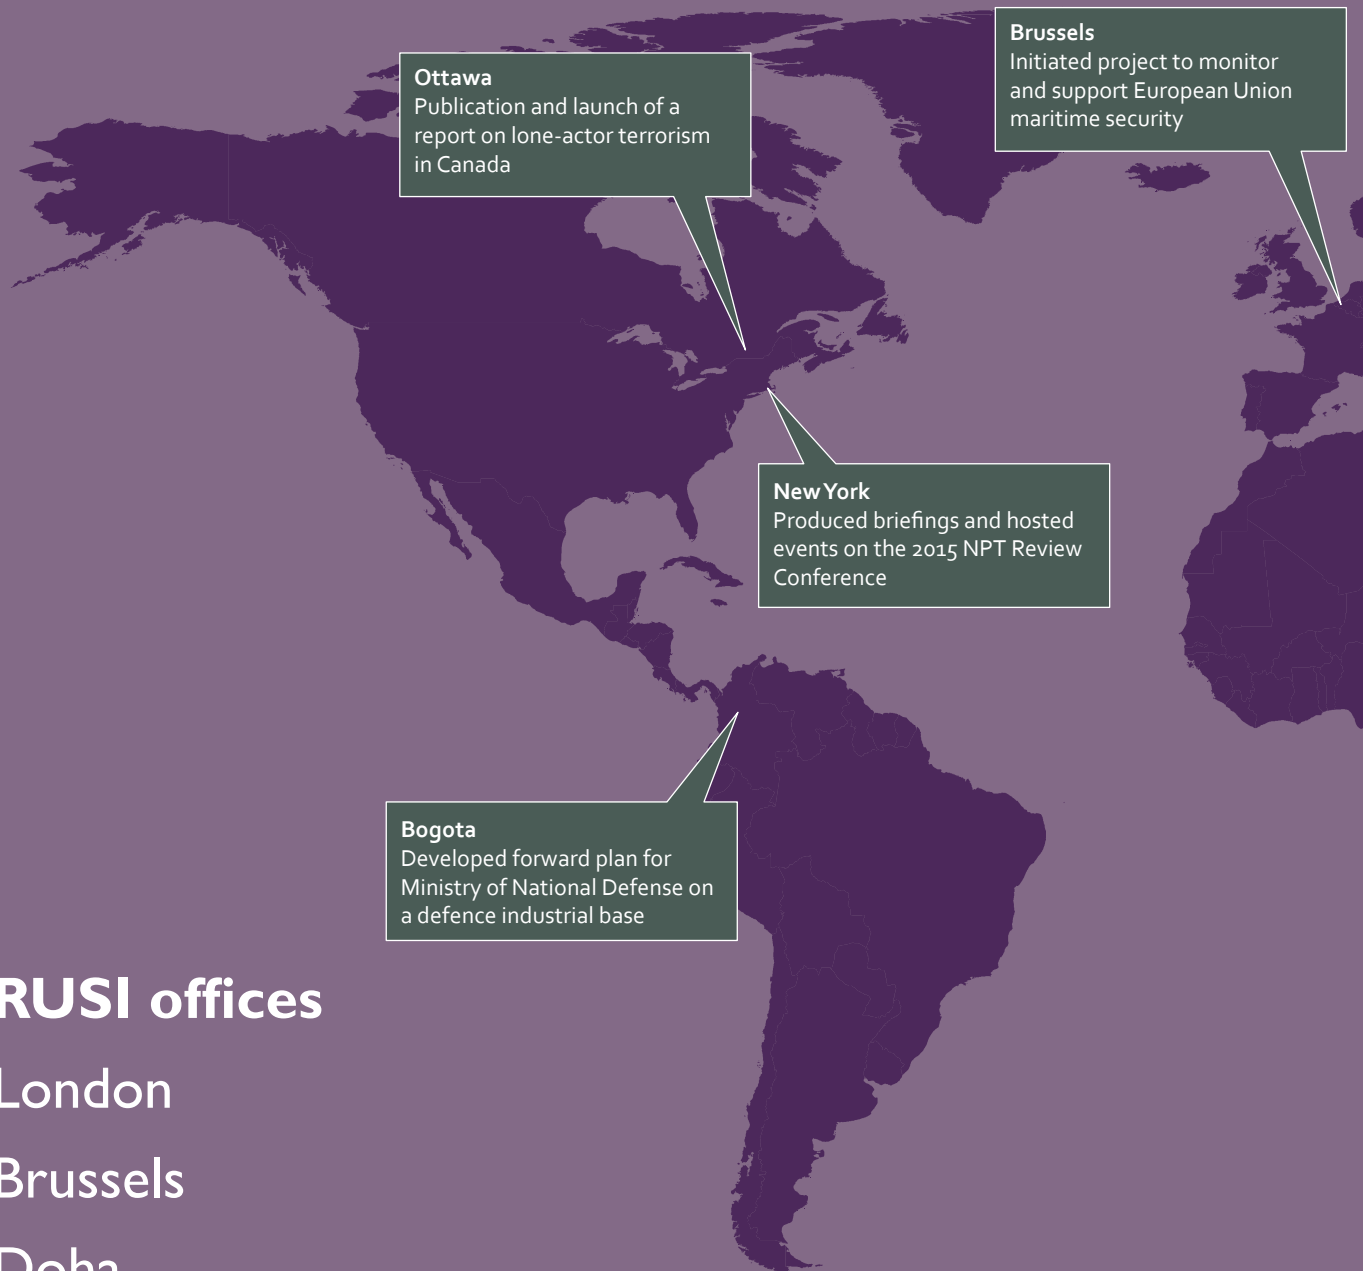 Brussels
Initiated project to monitor
and support European Union
maritime security
Ottawa
Publication and launch of a
report on lone-actor terrorism
in Canada
New York
Produced briefings and hosted
events on the 2015 NPT Review
Conference
Bogota
Developed forward plan for
Ministry of National Defense on
a defence industrial base
RUSI offices
London
Brussels
Doha